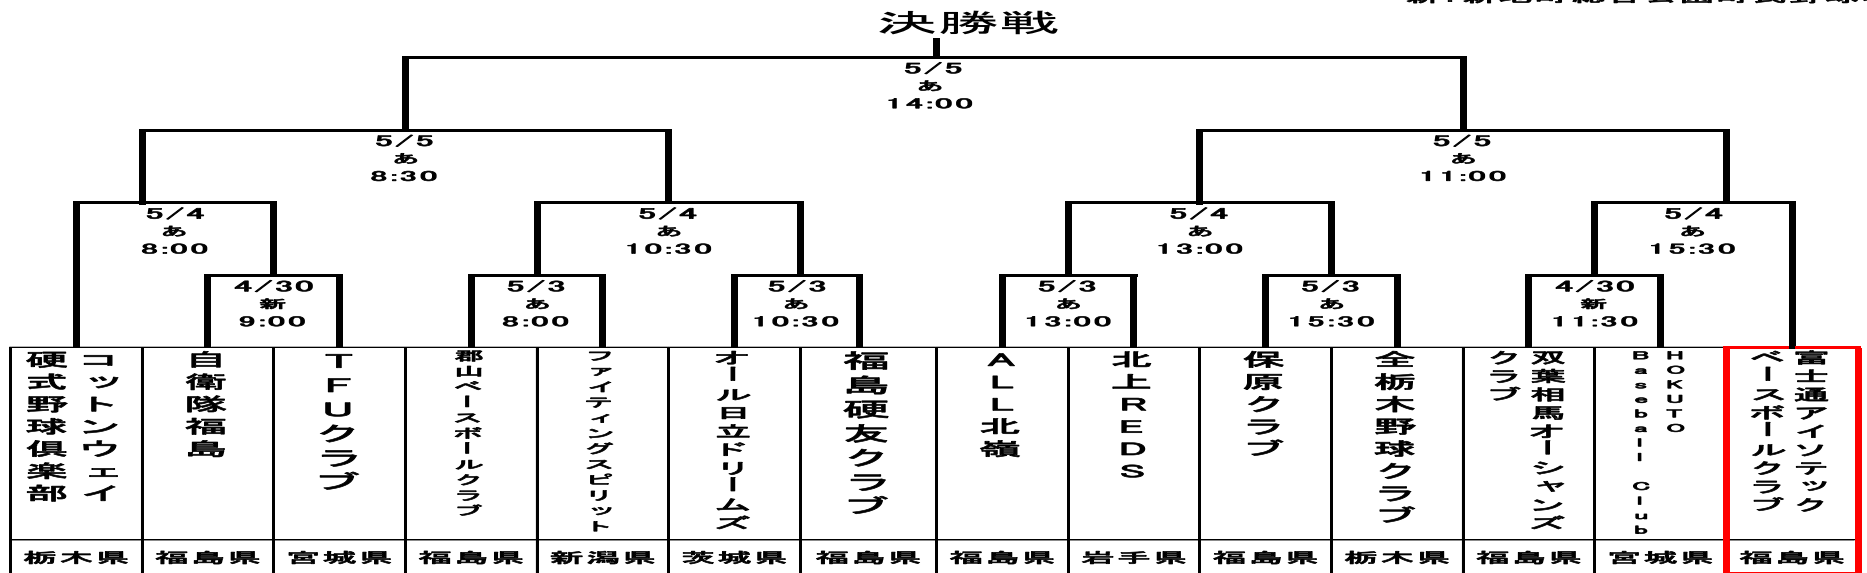 決勝戦
5/5
あ
14:00
5/5
あ
8:30
5/5
あ
11:00
5/4
あ
8:00
5/4
あ
10:30
5/4
あ
13:00
5/4
あ
15:30
4/30
新
9:00
5/3
あ
8:00
5/3
あ
10:30
5/3
あ
13:00
5/3
あ
15:30
4/30
新
11:30
コットンウェイ
硬式野球倶楽部
自衛隊福島
TFUクラブ
郡山ベースボールクラブ
ファイティングスピリット
オール日立ドリームズ
福島硬友クラブ
ALL北嶺
北上REDS
保原クラブ
全栃木野球クラブ
双葉相馬オーシャンズ
クラブ
HOKUTO
Baseball Club
富士通アイソテック
ベースボールクラブ
栃木県
福島県
宮城県
福島県
新潟県
茨城県
福島県
福島県
岩手県
福島県
栃木県
福島県
宮城県
福島県